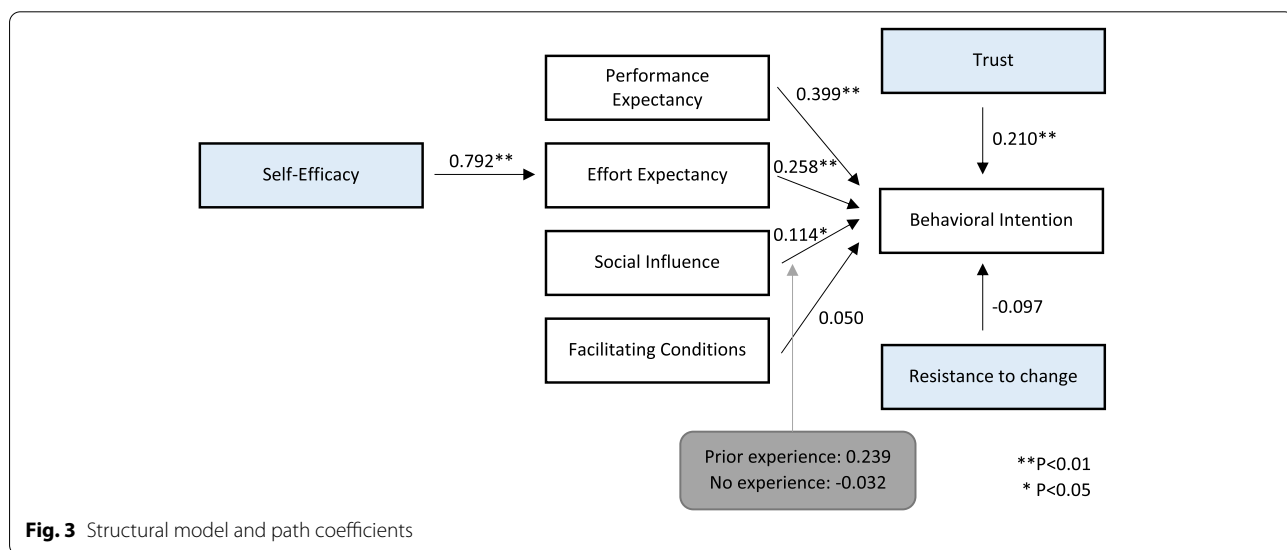 Performance
Expectancy
Trust
0.399**
0.210**
0.792**
Self-Efficacy
Effort Expectancy
0.258**
Behavioral Intention
0.114*
Social Influence
-0.097
0.050
Facilitating Conditions
Resistance to change
Prior experience: 0.239
No experience: -0.032
**P<0.01
* P<0.05
Fig. 3 Structural model and path coefficients